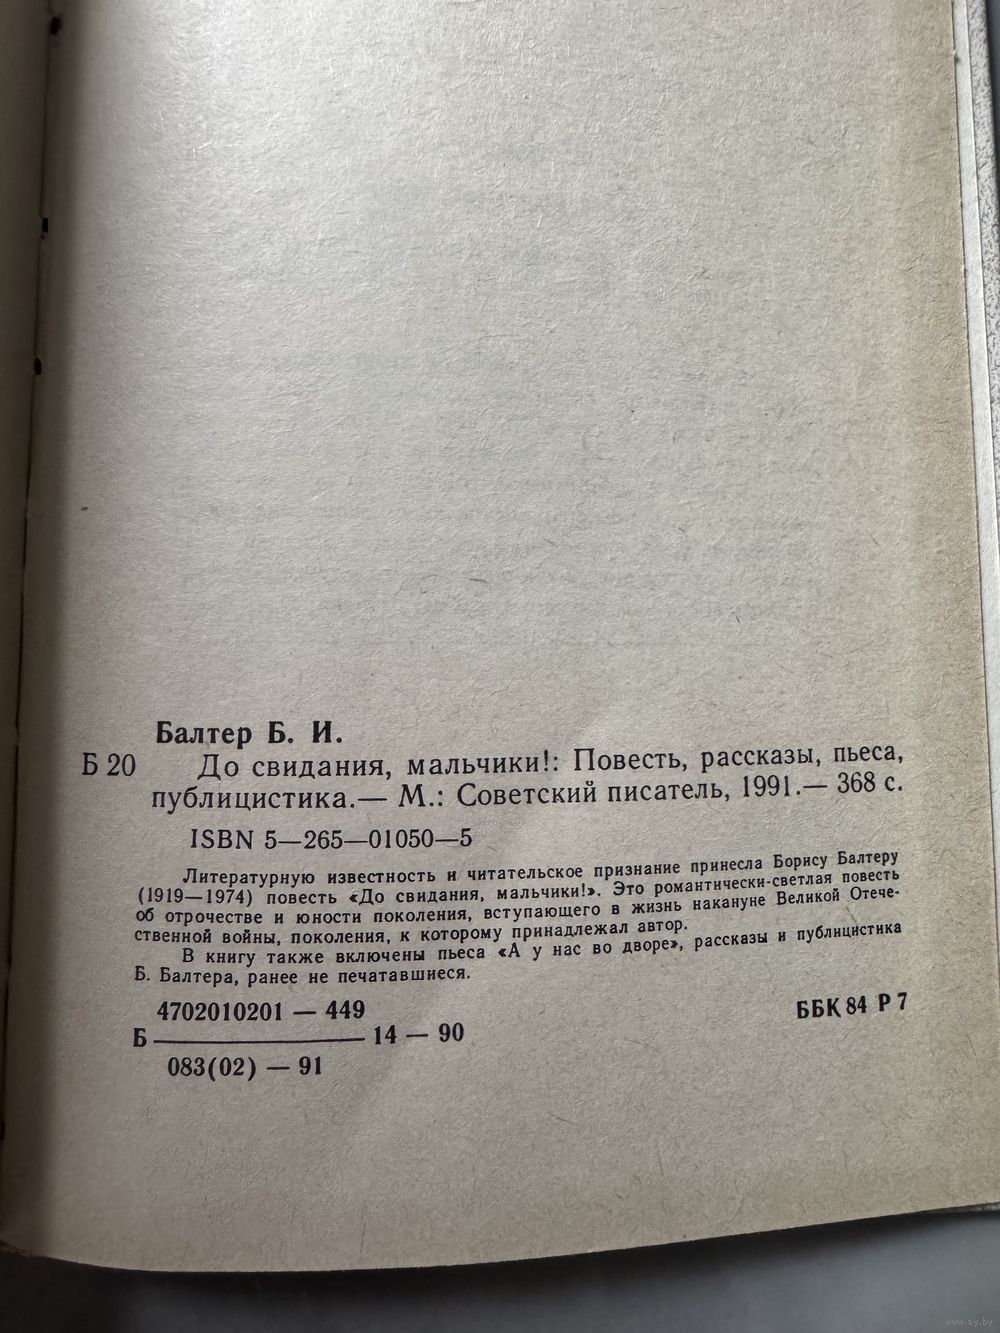 Балтер Б. И.
Б 20 До свидания, мальчики!: Повесть, рассказы, пьеса,
публицистика.— М.: Советский писатель, 1991.— 368 с.
ISBN 5—265—01050—5
Литературную известность и читательское признание принесла Борису Балтеру
(1919—1974) повесть «До свидания, мальчики!». Это романтически-светлая повесть
об отрочестве и юности поколения, вступающего в жизнь накануне Великой Отече-
ственной войны, поколения, к которому принадлежал автор.
В книгу также включены пьеса «А у нас во дворе», рассказы и публицистика
Б. Балтера, ранее не печатавшиеся.
4702010201 — 449
Б 14 — 90
083(02) — 91
ББК 84 Р 7
www.ay.by